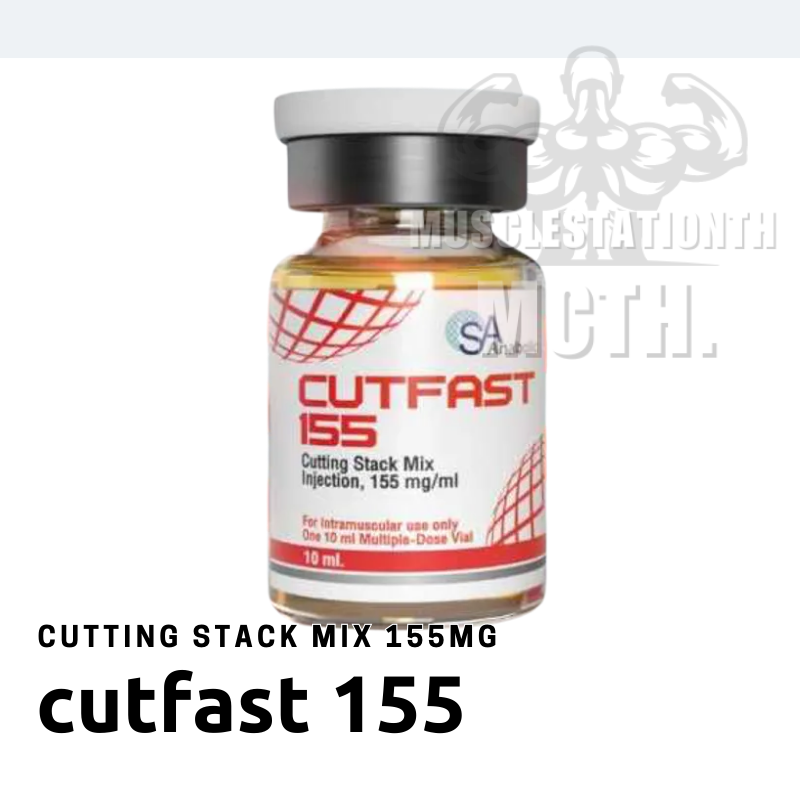 MUSCLESTATIONTH
MCTH.
SA
CUTFAST
155
Cutting Stack Mix
Injection, 155 mg/ml
For Intramuscular use only
One 10 ml Multiple-Dose Vial
10 ml.
CUTTING STACK MIX 155MG
cutfast 155